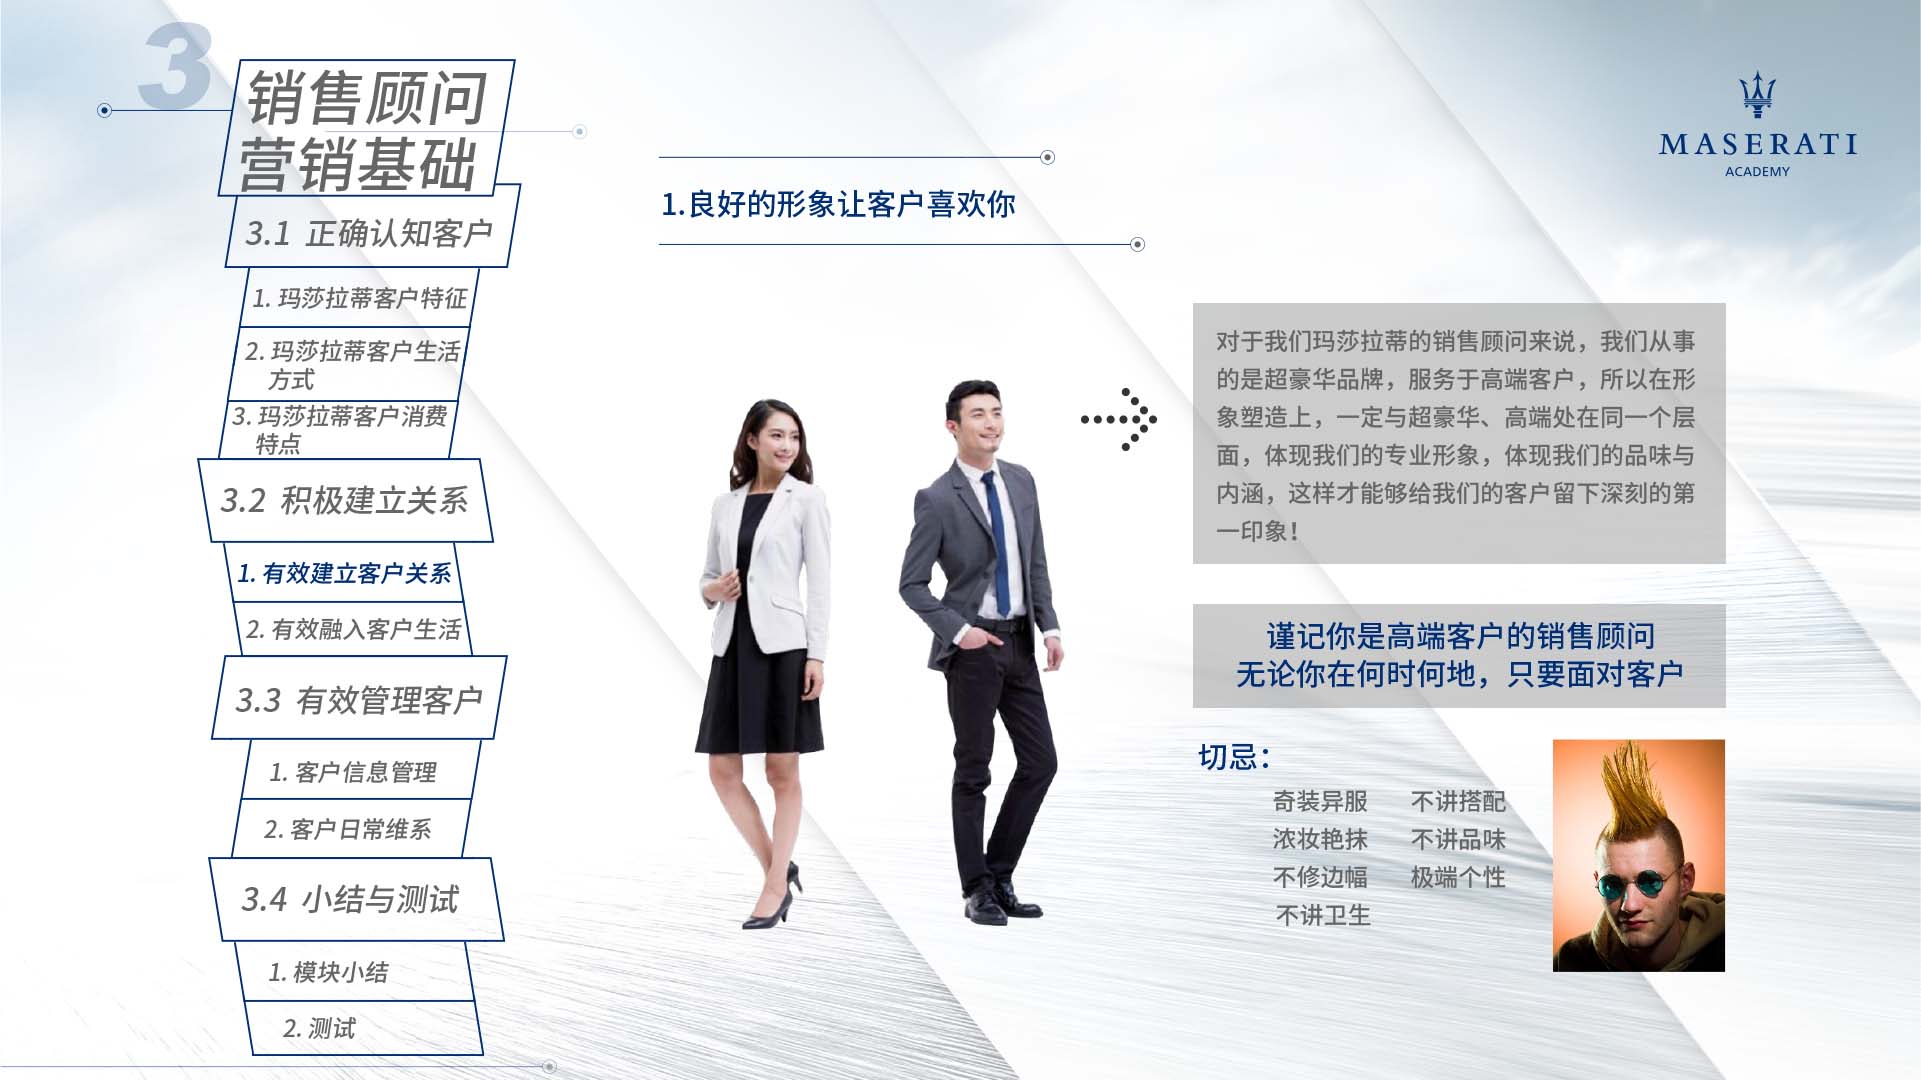 3
销售顾问
营销基础
3.1 正确认知客户
1. 玛莎拉蒂客户特征
2. 玛莎拉蒂客户生活
方式
3. 玛莎拉蒂客户消费
特点
3.2 积极建立关系
1. 有效建立客户关系
2. 有效融入客户生活
3.3 有效管理客户
1. 客户信息管理
2. 客户日常维系
3.4 小结与测试
1. 模块小结
2. 测试
1.良好的形象让客户喜欢你
MASERATI
ACADEMY
对于我们玛莎拉蒂的销售顾问来说，我们从事
的是超豪华品牌，服务于高端客户，所以在形
象塑造上，一定与超豪华、高端处在同一个层
面，体现我们的专业形象，体现我们的品味与
内涵，这样才能够给我们的客户留下深刻的第
一印象！
谨记你是高端客户的销售顾问
无论你在何时何地，只要面对客户
切忌：
奇装异服 不讲搭配
浓妆艳抹 不讲品味
不修边幅 极端个性
不讲卫生